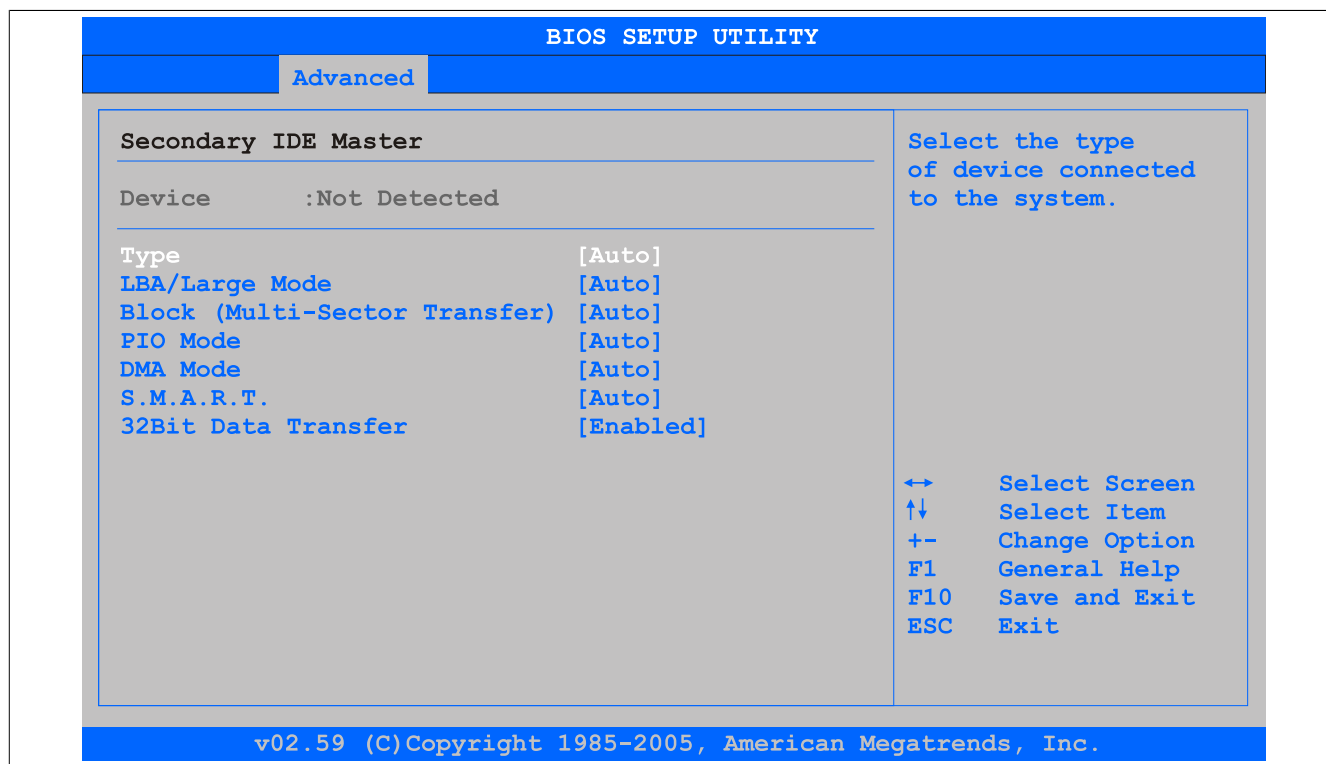 BIOS SETUP UTILITY
Advanced
Secondary IDE Master
Device :Not Detected
Type [Auto]
LBA/Large Mode [Auto]
Block (Multi-Sector Transfer) [Auto]
PIO Mode [Auto]
DMA Mode [Auto]
S.M.A.R.T. [Auto]
32Bit Data Transfer [Enabled]
Select the type
of device connected
to the system.
↔ Select Screen
↑↓ Select Item
+- Change Option
F1 General Help
F10 Save and Exit
ESC Exit
v02.59 (C)Copyright 1985-2005, American Megatrends, Inc.